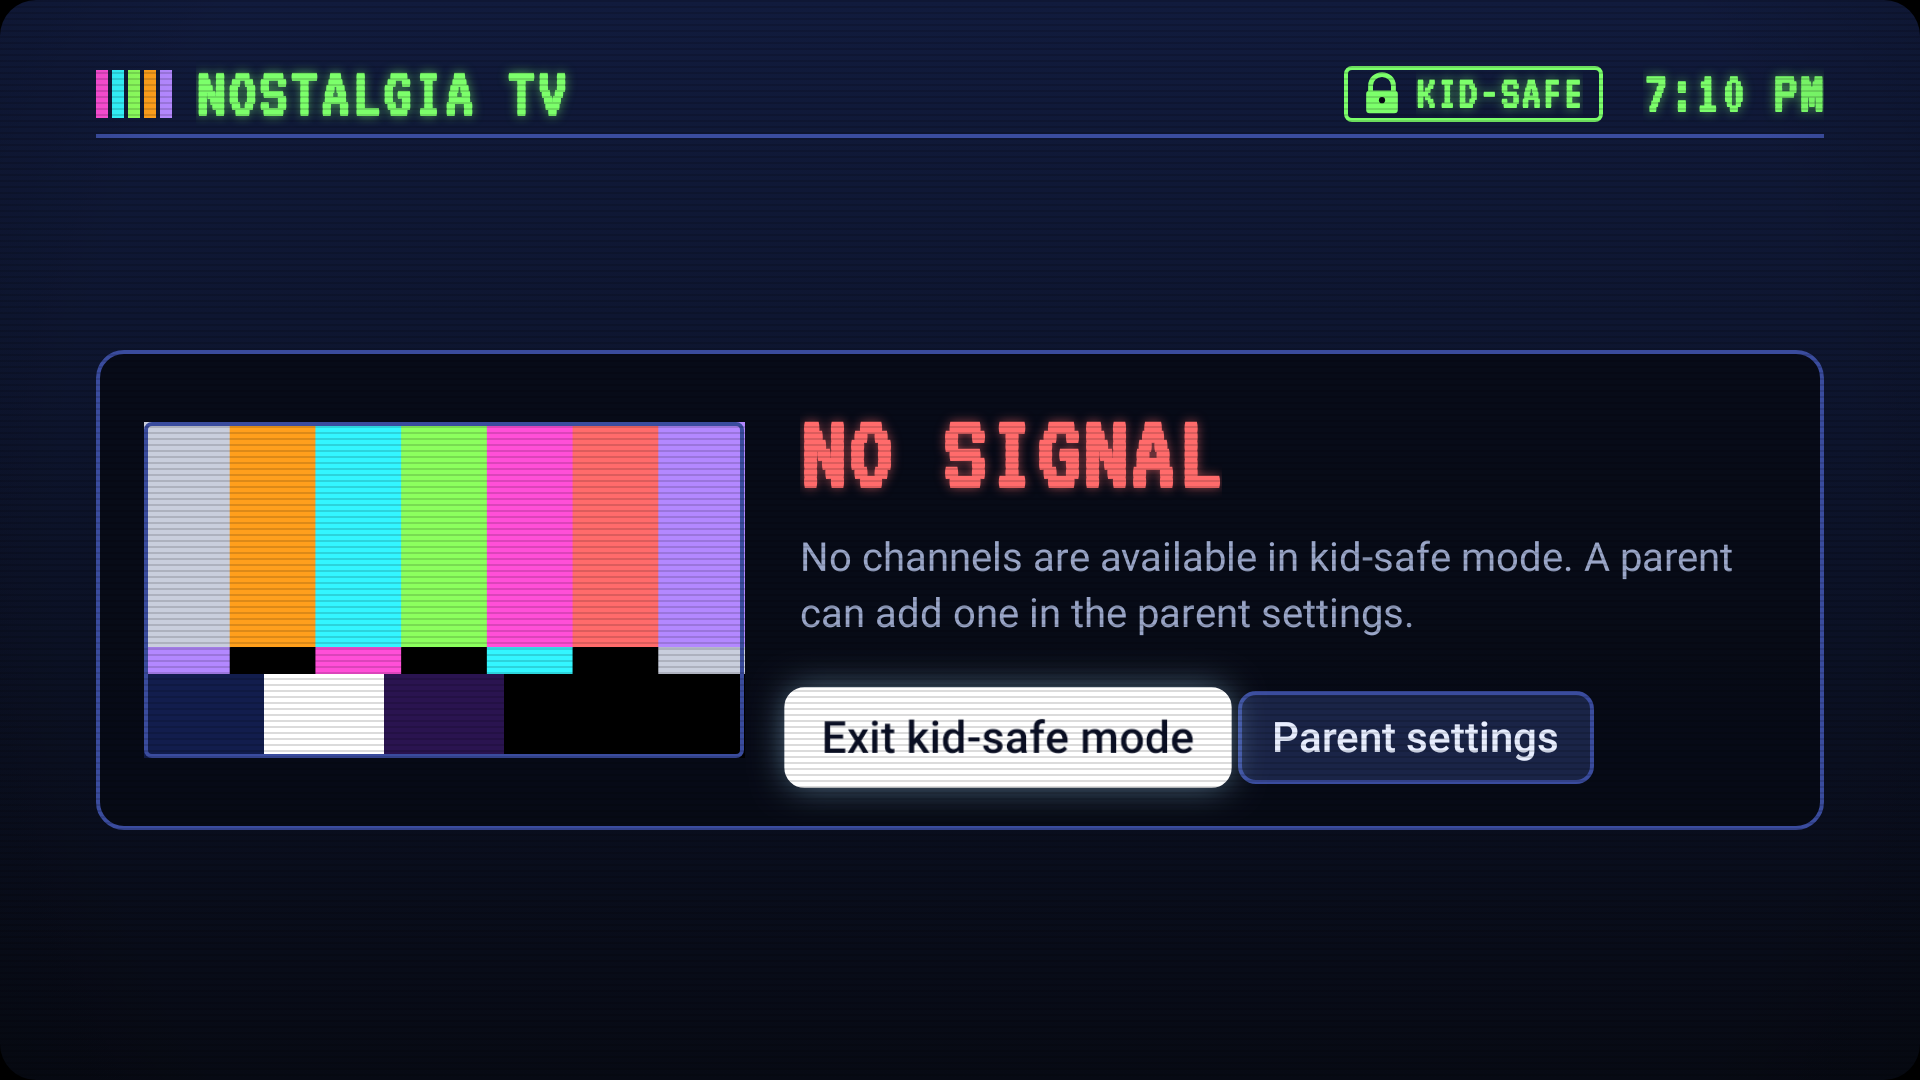 NOSTALGIA TV
KID-SAFE
7:10 PM
NO SIGNAL
No channels are available in kid-safe mode. A parent
can add one in the parent settings.
Exit kid-safe mode
Parent settings